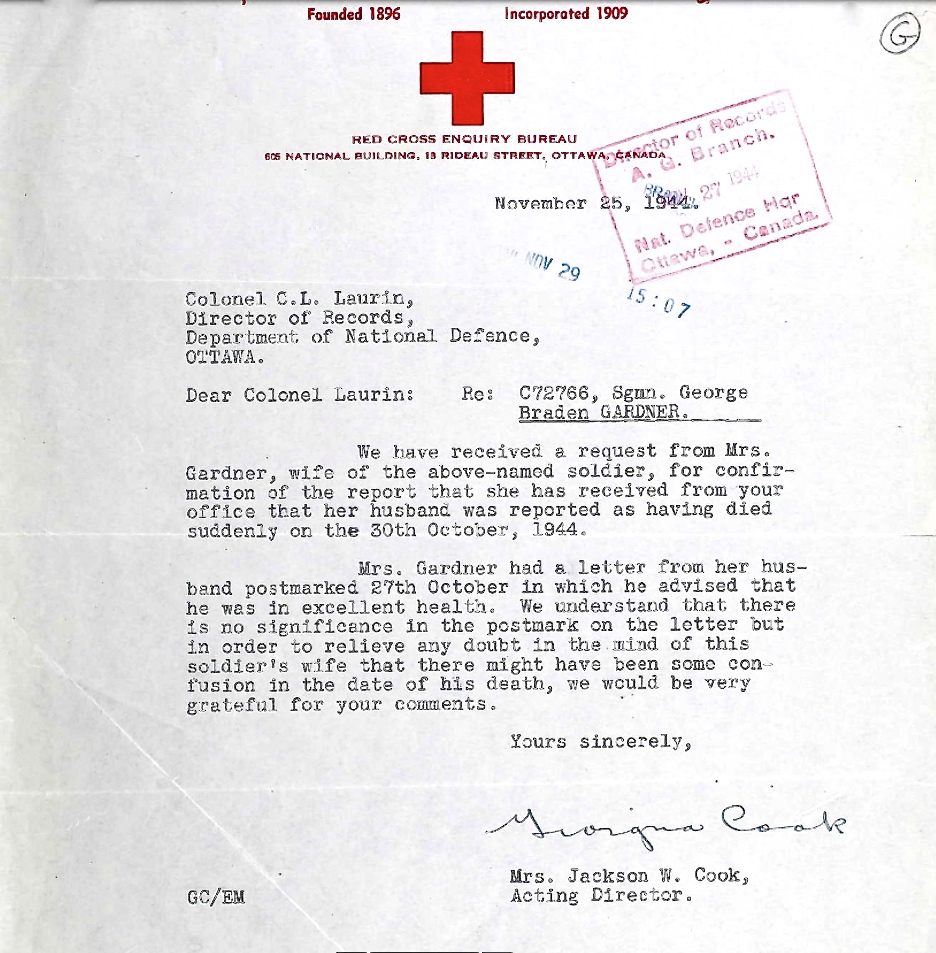 Founded 1896 Incorporated 1909
G
RED CROSS ENQUIRY BUREAU
605 NATIONAL BUILDING, 18 RIDEAU STREET, OTTAWA, CANADA
Director of Records
A. G. Branch.
NOV 27 1944
Nat. Defence Hqr
Ottawa, - Canada.
November 25, 1944.
NOV 29
15:07
Colonel C.L. Laurin,
Director of Records,
Department of National Defence,
OTTAWA.
Dear Colonel Laurin: Re: C72766, Sgmn. George
Braden GARDNER.
We have received a request from Mrs.
Gardner, wife of the above-named soldier, for confir-
mation of the report that she has received from your
office that her husband was reported as having died
suddenly on the 30th October, 1944.
Mrs. Gardner had a letter from her hus-
band postmarked 27th October in which he advised that
he was in excellent health. We understand that there
is no significance in the postmark on the letter but
in order to relieve any doubt in the mind of this
soldier's wife that there might have been some con-
fusion in the date of his death, we would be very
grateful for your comments.
Yours sincerely,
Georgina Cook
Mrs. Jackson W. Cook,
GC/EM Acting Director.